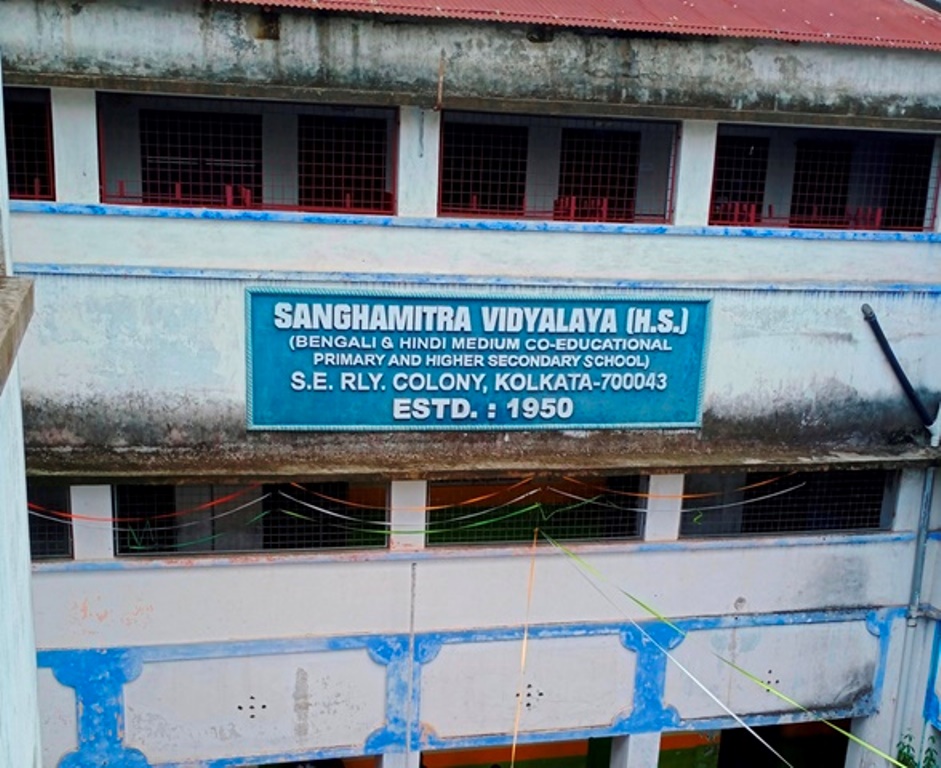 SANGHAMITRA VIDYALAYA (H.S.)
(BENGALI & HINDI MEDIUM CO-EDUCATIONAL
PRIMARY AND HIGHER SECONDARY SCHOOL)
S.E. RLY. COLONY, KOLKATA-700043
ESTD. : 1950